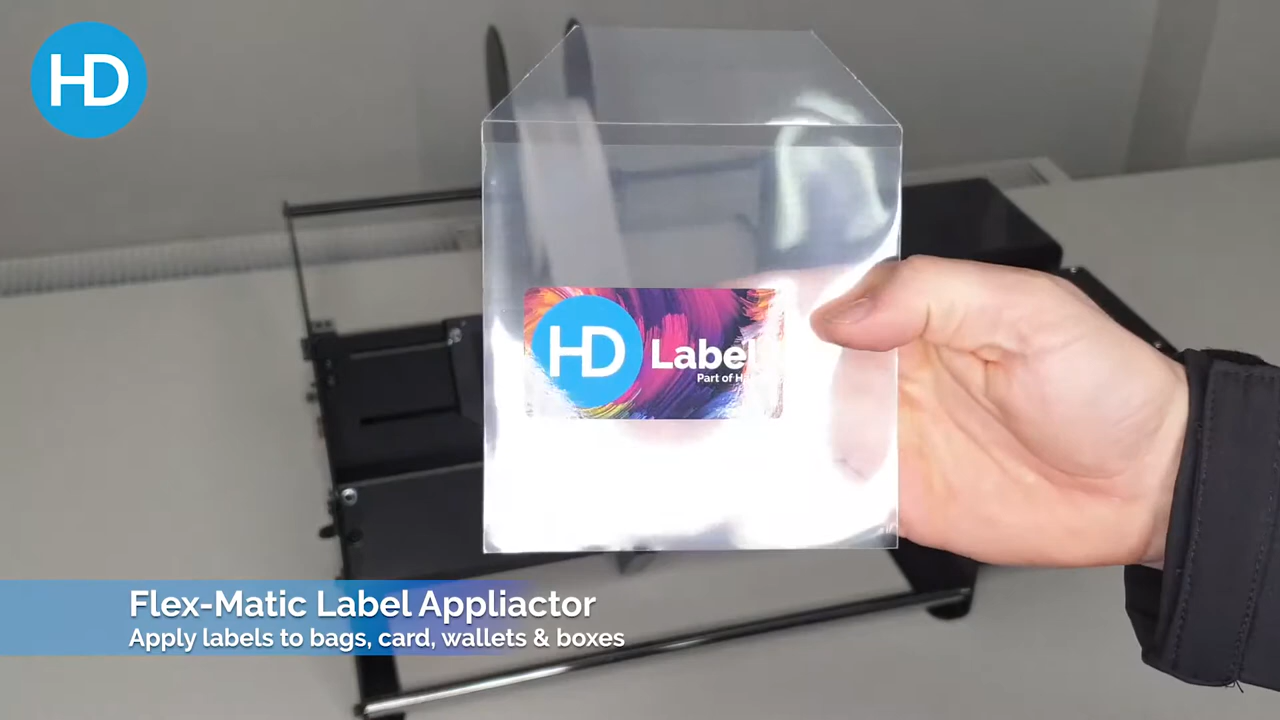 HD
HD
Label
Part of H
Flex-Matic Label Appliactor
Apply labels to bags, card, wallets & boxes